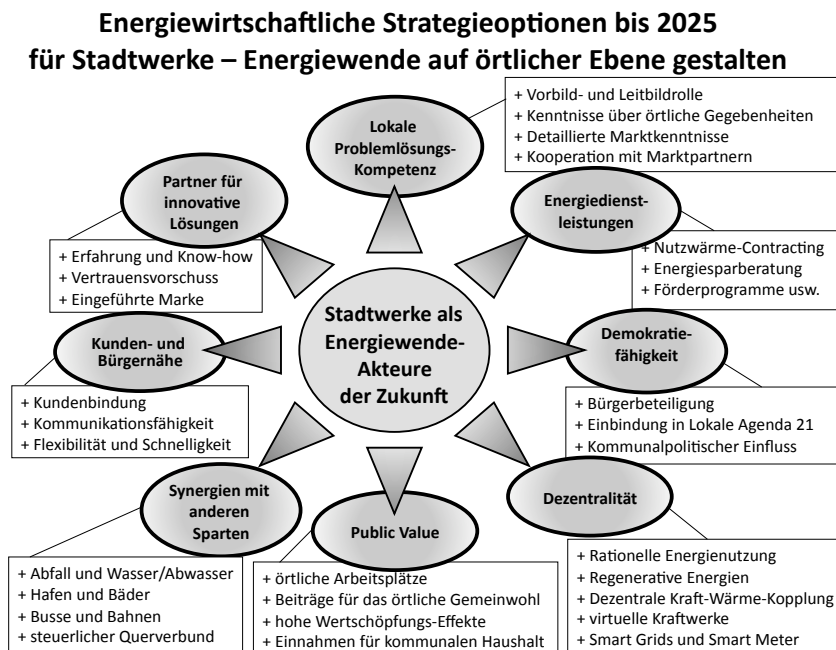 Energiewirtschaftliche Strategieoptionen bis 2025
für Stadtwerke – Energiewende auf örtlicher Ebene gestalten
Lokale
Problemlösungs-
Kompetenz
+ Vorbild- und Leitbildrolle
+ Kenntnisse über örtliche Gegebenheiten
+ Detaillierte Marktkenntnisse
+ Kooperation mit Marktpartnern
Partner für
innovative
Lösungen
+ Erfahrung und Know-how
+ Vertrauensvorschuss
+ Eingeführte Marke
Energiedienst-
leistungen
+ Nutzwärme-Contracting
+ Energiesparberatung
+ Förderprogramme usw.
Stadtwerke als
Energiewende-
Akteure
der Zukunft
Kunden- und
Bürgernähe
+ Kundenbindung
+ Kommunikationsfähigkeit
+ Flexibilität und Schnelligkeit
Demokratie-
fähigkeit
+ Bürgerbeteiligung
+ Einbindung in Lokale Agenda 21
+ Kommunalpolitischer Einfluss
Synergien mit
anderen
Sparten
+ Abfall und Wasser/Abwasser
+ Hafen und Bäder
+ Busse und Bahnen
+ steuerlicher Querverbund
Public Value
+ örtliche Arbeitsplätze
+ Beiträge für das örtliche Gemeinwohl
+ hohe Wertschöpfungs-Effekte
+ Einnahmen für kommunalen Haushalt
Dezentralität
+ Rationelle Energienutzung
+ Regenerative Energien
+ Dezentrale Kraft-Wärme-Kopplung
+ virtuelle Kraftwerke
+ Smart Grids und Smart Meter